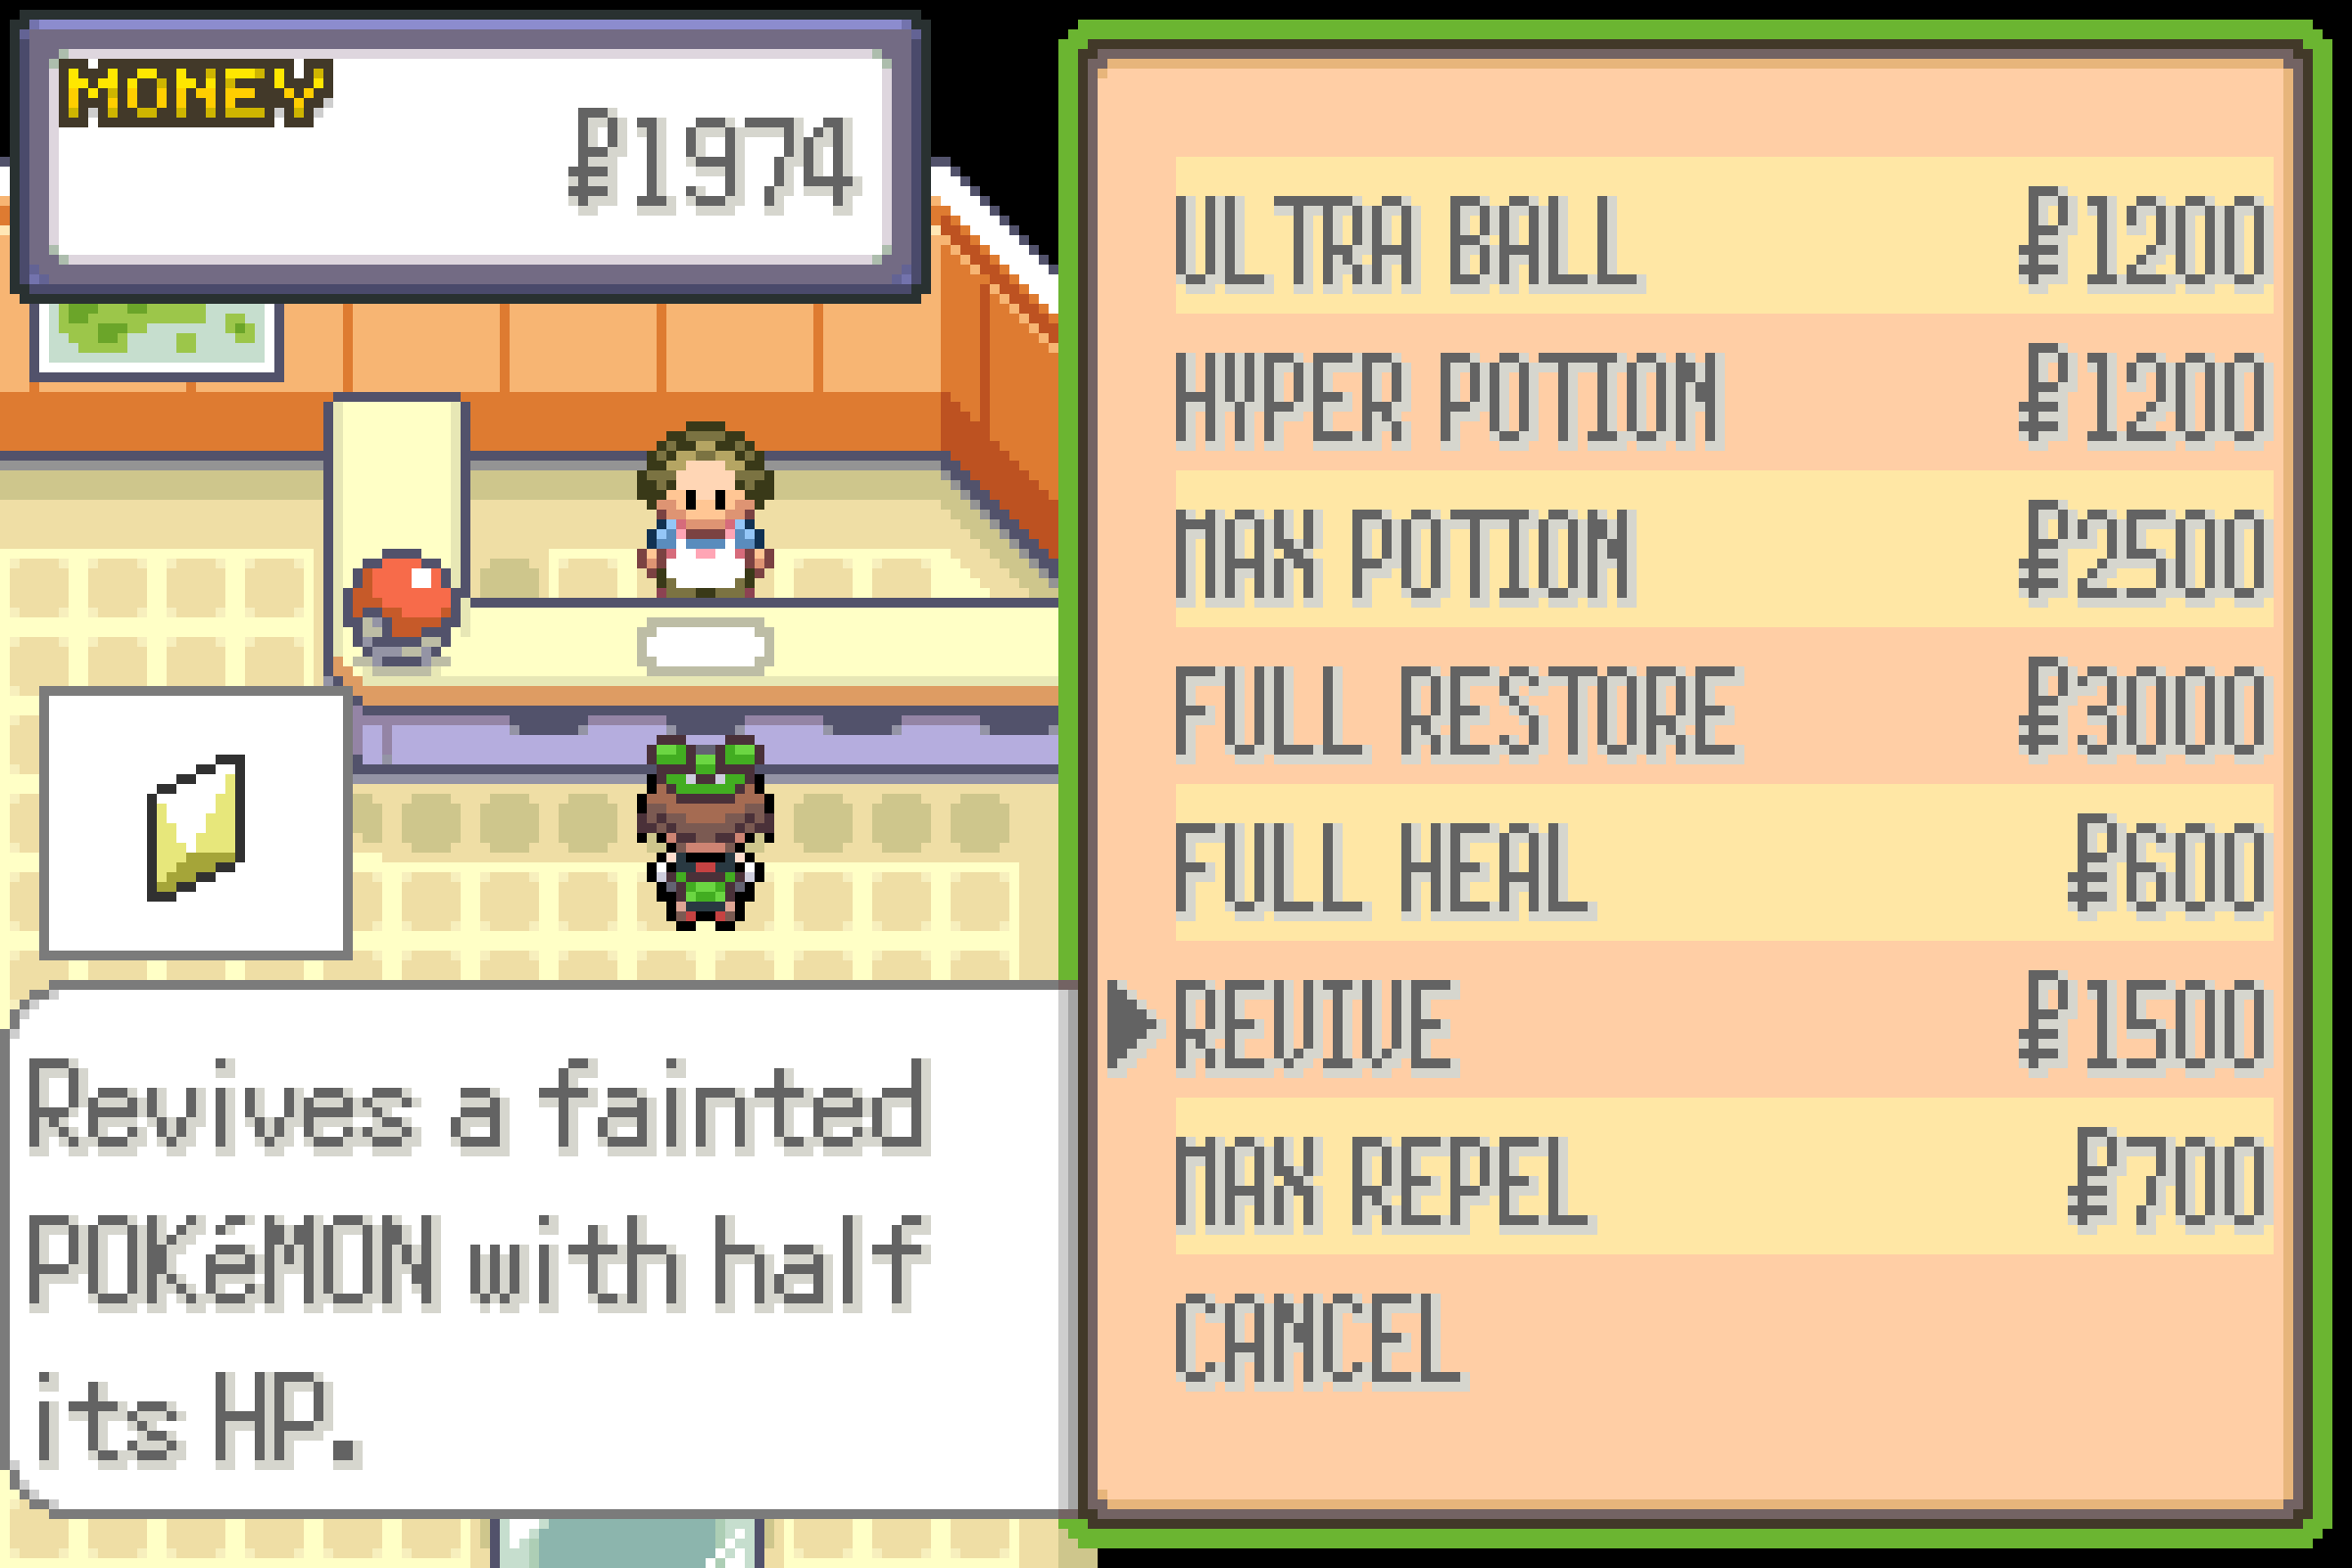 MONEY
₽1974
ULTRA BALL ₽1200
HYPER POTION ₽1200
MAX POTION ₽2500
FULL RESTORE ₽3000
FULL HEAL ₽600
REVIVE ₽1500
MAX REPEL ₽700
CANCEL
Revives a fainted
POKéMON with half
its HP.